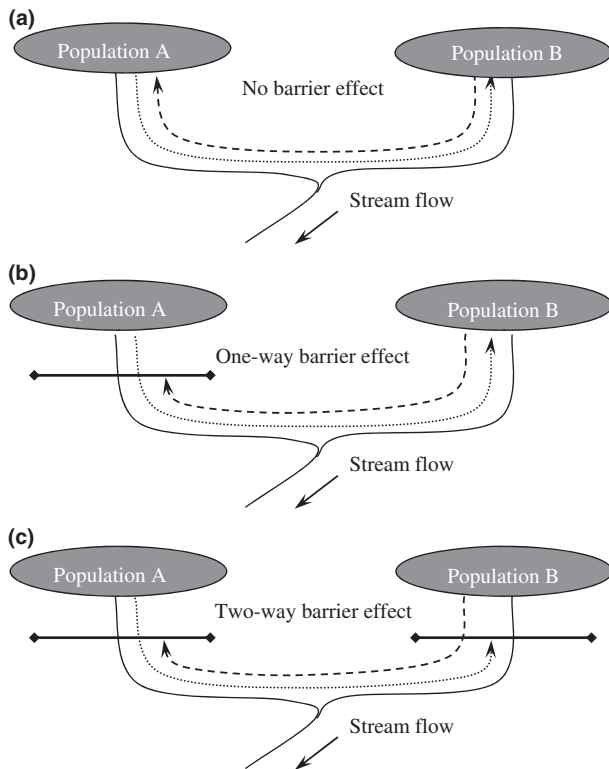 (a)
Population A
Population B
No barrier effect
Stream flow
(b)
Population A
Population B
One-way barrier effect
Stream flow
(c)
Population A
Population B
Two-way barrier effect
Stream flow